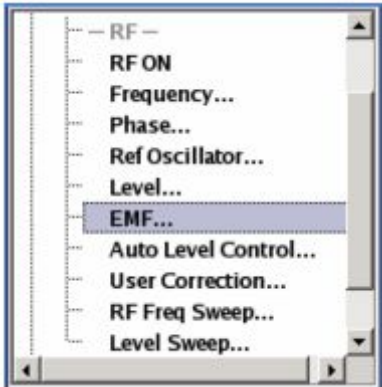 — RF —
RF ON
Frequency...
Phase...
Ref Oscillator...
Level...
EMF...
Auto Level Control...
User Correction...
RF Freq Sweep...
Level Sweep...